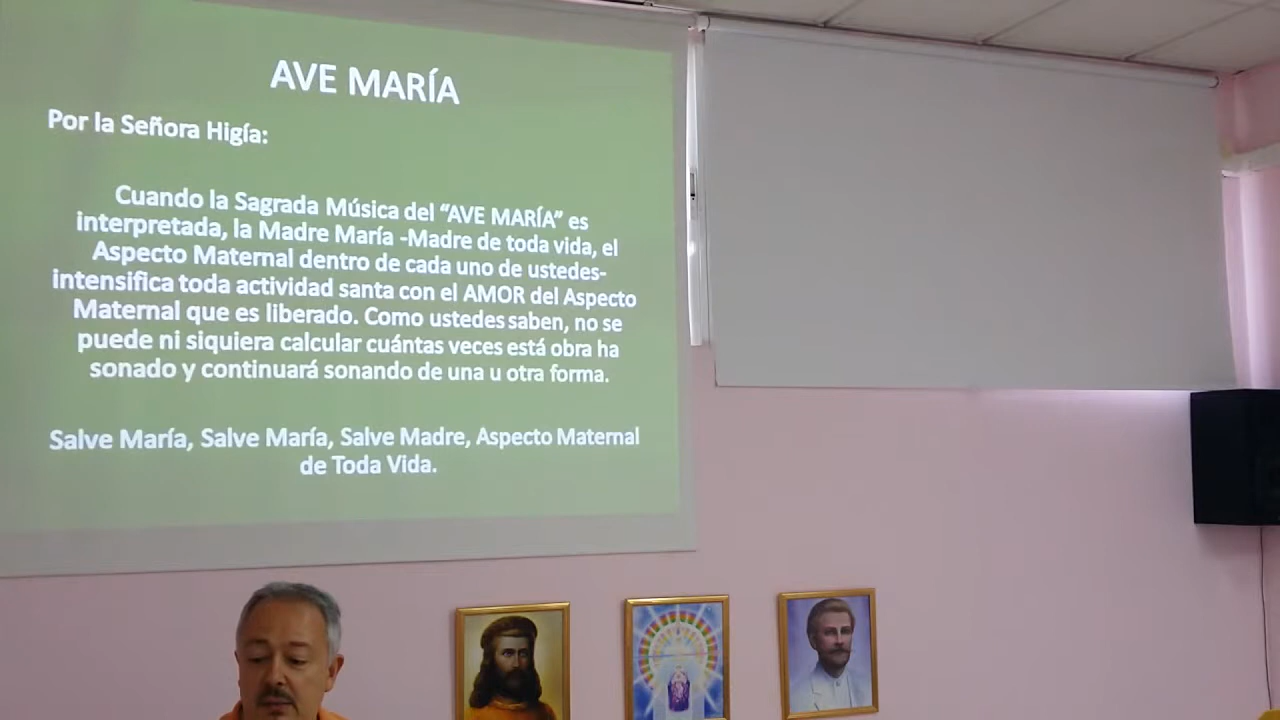 AVE MARÍA
Por la Señora Higía:
Cuando la Sagrada Música del “AVE MARÍA” es
interpretada, la Madre María -Madre de toda vida, el
Aspecto Maternal dentro de cada uno de ustedes-
intensifica toda actividad santa con el AMOR del Aspecto
Maternal que es liberado. Como ustedes saben, no se
puede ni siquiera calcular cuántas veces está obra ha
sonado y continuará sonando de una u otra forma.
Salve María, Salve María, Salve Madre, Aspecto Maternal
de Toda Vida.